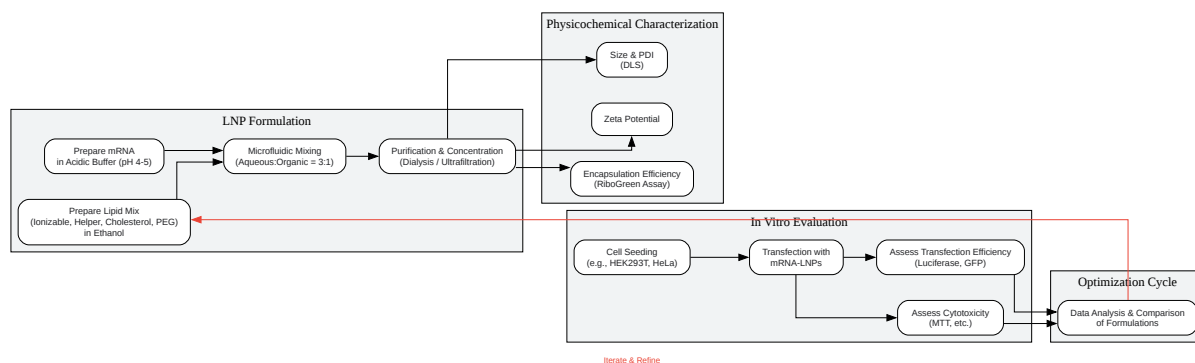 Physicochemical Characterization
Size & PDI
(DLS)
Zeta Potential
Encapsulation Efficiency
(RiboGreen Assay)
LNP Formulation
Prepare mRNA
in Acidic Buffer (pH 4-5)
Microfluidic Mixing
(Aqueous:Organic = 3:1)
Purification & Concentration
(Dialysis / Ultrafiltration)
Prepare Lipid Mix
(Ionizable, Helper, Cholesterol, PEG)
in Ethanol
In Vitro Evaluation
Cell Seeding
(e.g., HEK293T, HeLa)
Transfection with
mRNA-LNPs
Assess Transfection Efficiency
(Luciferase, GFP)
Assess Cytotoxicity
(MTT, etc.)
Optimization Cycle
Data Analysis & Comparison
of Formulations
Iterate & Refine